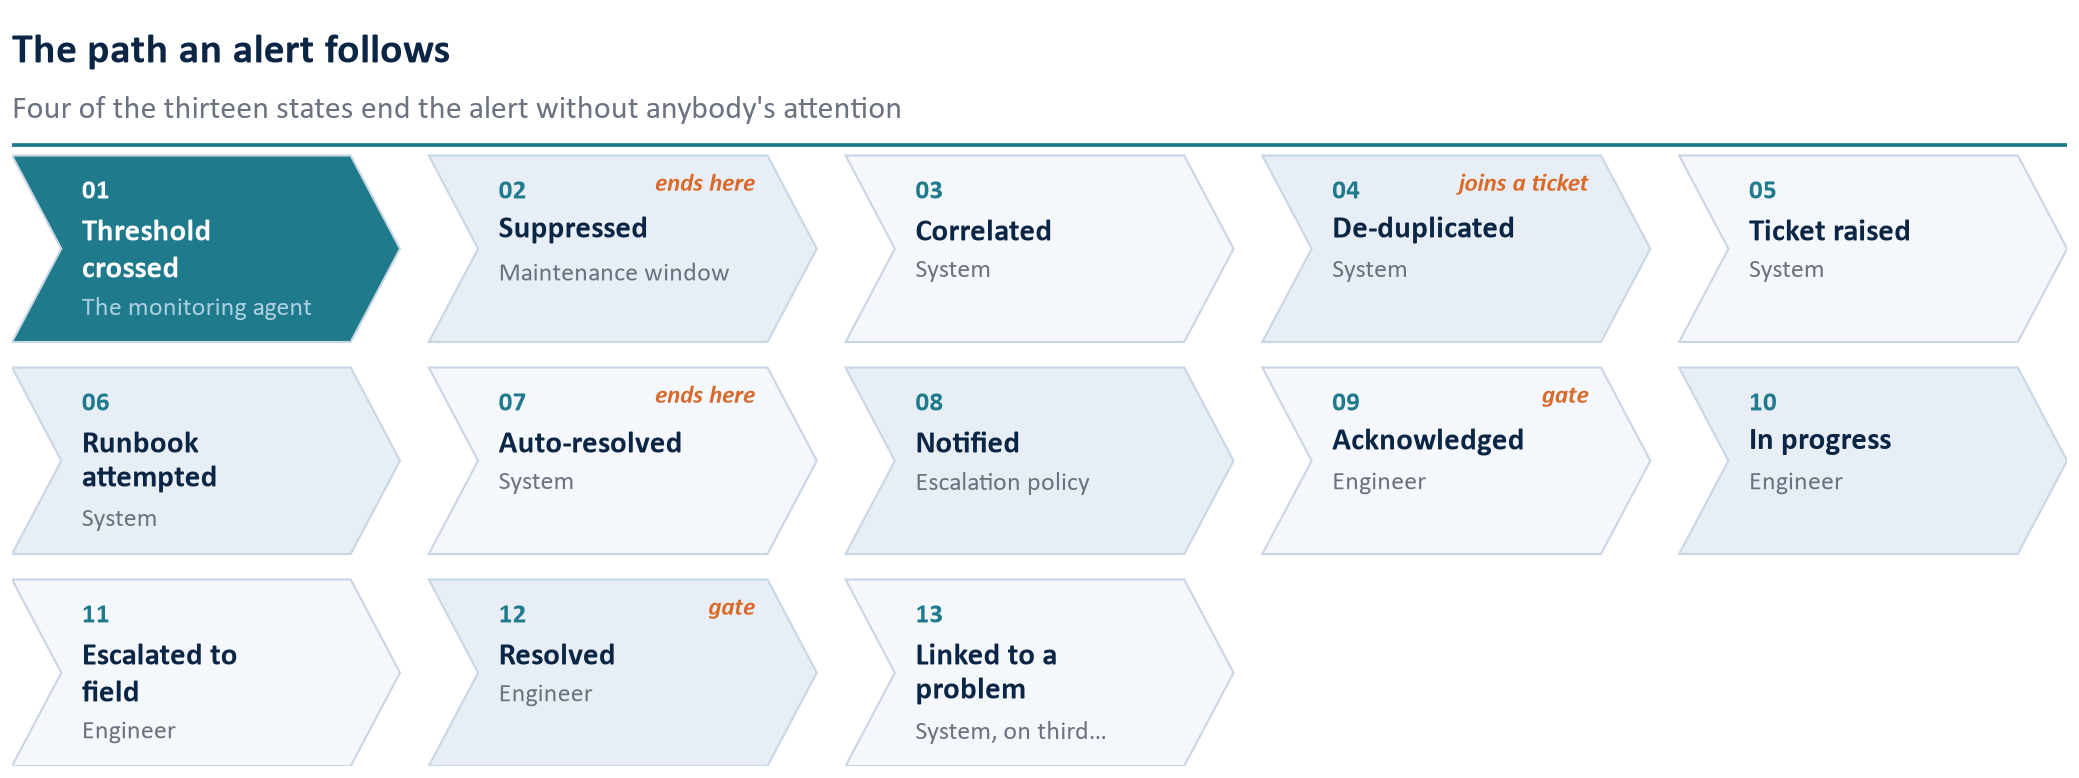 The path an alert follows
Four of the thirteen states end the alert without anybody's attention
01
Threshold
crossed
The monitoring agent
02
ends here
Suppressed
Maintenance window
03
Correlated
System
04
joins a ticket
De-duplicated
System
05
Ticket raised
System
06
Runbook
attempted
System
07
ends here
Auto-resolved
System
08
Notified
Escalation policy
09
gate
Acknowledged
Engineer
10
In progress
Engineer
11
Escalated to
field
Engineer
12
gate
Resolved
Engineer
13
Linked to a
problem
System, on third...